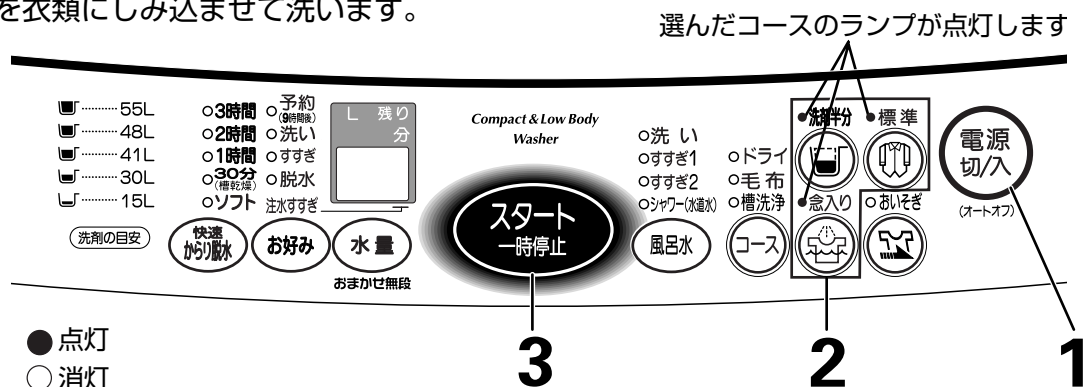 を衣類にしみ込ませて洗います。
選んだコースのランプが点灯します
55L
48L
41L
30L
15L
洗剤の目安
3時間
2時間
1時間
30分
(槽乾燥)
ソフト
快速
からり脱水
予約
(9時間後)
洗い
すすぎ
脱水
注水すすぎ
お好み
L 残り
分
水量
おまかせ無段
Compact & Low Body
Washer
スタート
一時停止
洗い
すすぎ1
すすぎ2
シャワー(水道水)
風呂水
ドライ
毛布
槽洗浄
コース
洗剤半分
標準
念入り
おいそぎ
電源
切/入
(オートオフ)
点灯
消灯
3
2
1